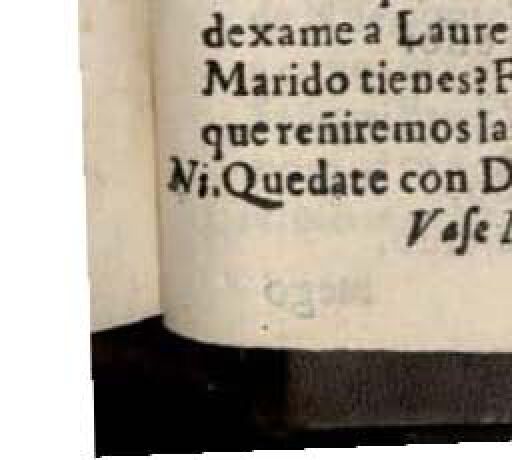 dexame a Laure
Marido tienes? F
que reñiremos la
Ni. Quedate con D
Vase